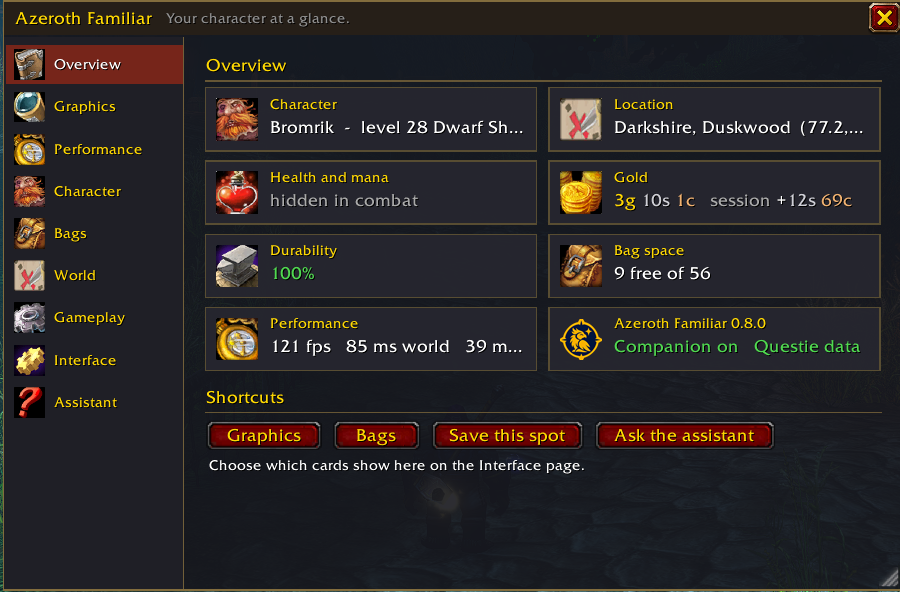 Azeroth Familiar Your character at a glance.
Overview
Graphics
Performance
Character
Bags
World
Gameplay
Interface
Assistant
Overview
Character
Bromrik - level 28 Dwarf Sh...
Location
Darkshire, Duskwood (77.2,...
Health and mana
hidden in combat
Gold
3g 10s 1c session +12s 69c
Durability
100%
Bag space
9 free of 56
Performance
121 fps 85 ms world 39 m...
Azeroth Familiar 0.8.0
Companion on Questie data
Shortcuts
Graphics Bags Save this spot Ask the assistant
Choose which cards show here on the Interface page.